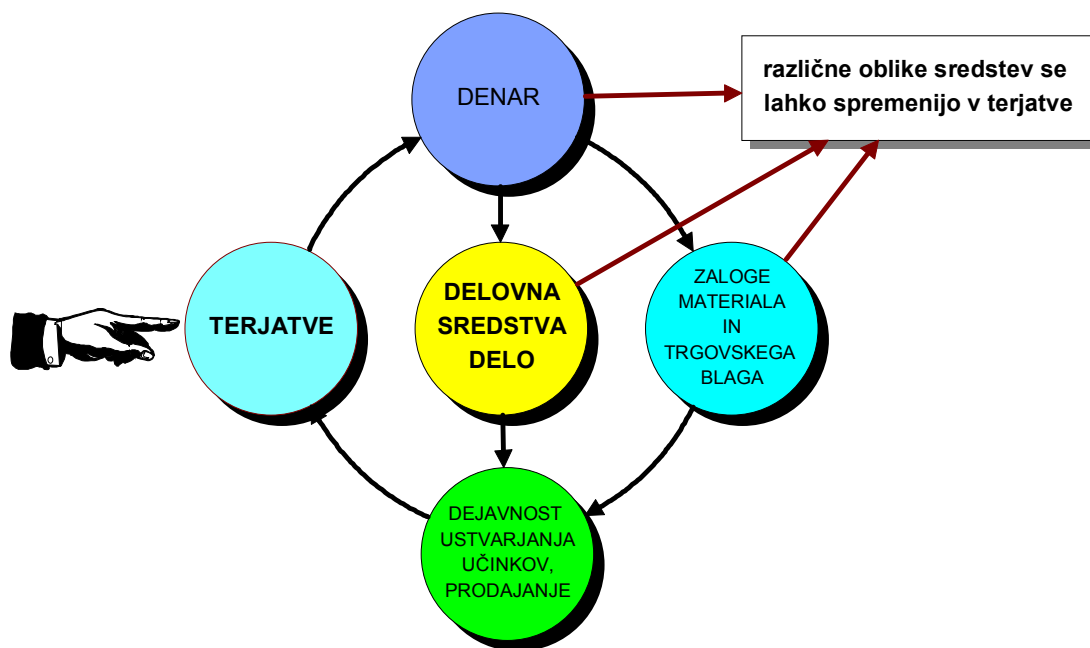 DENAR
različne oblike sredstev se
lahko spremenijo v terjatve
TERJATVE
DELOVNA
SREDSTVA
DELO
ZALOGE
MATERIALA
IN
TRGOVSKEGA
BLAGA
DEJAVNOST
USTVARJANJA
UČINKOV,
PRODAJANJE